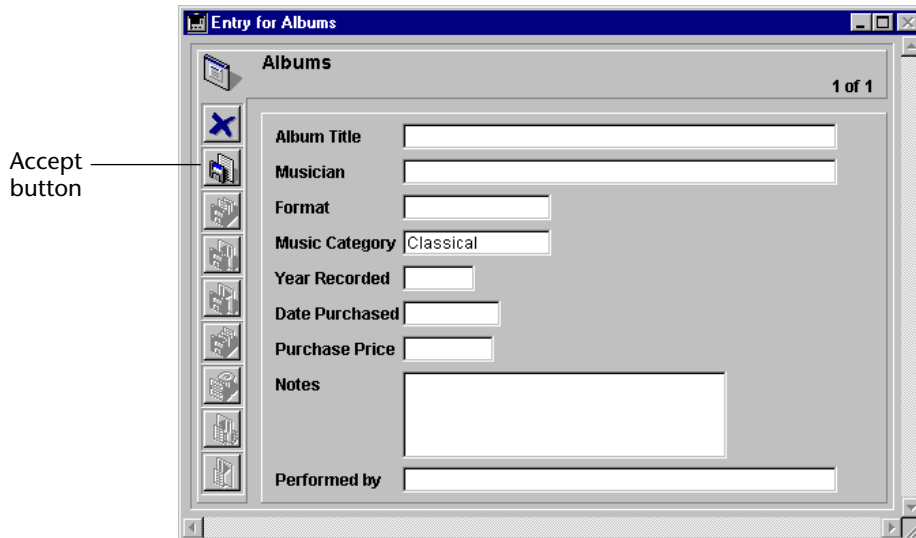 Entry for Albums
Albums
1 of 1
Accept
button
Album Title
Musician
Format
Music Category Classical
Year Recorded
Date Purchased
Purchase Price
Notes
Performed by